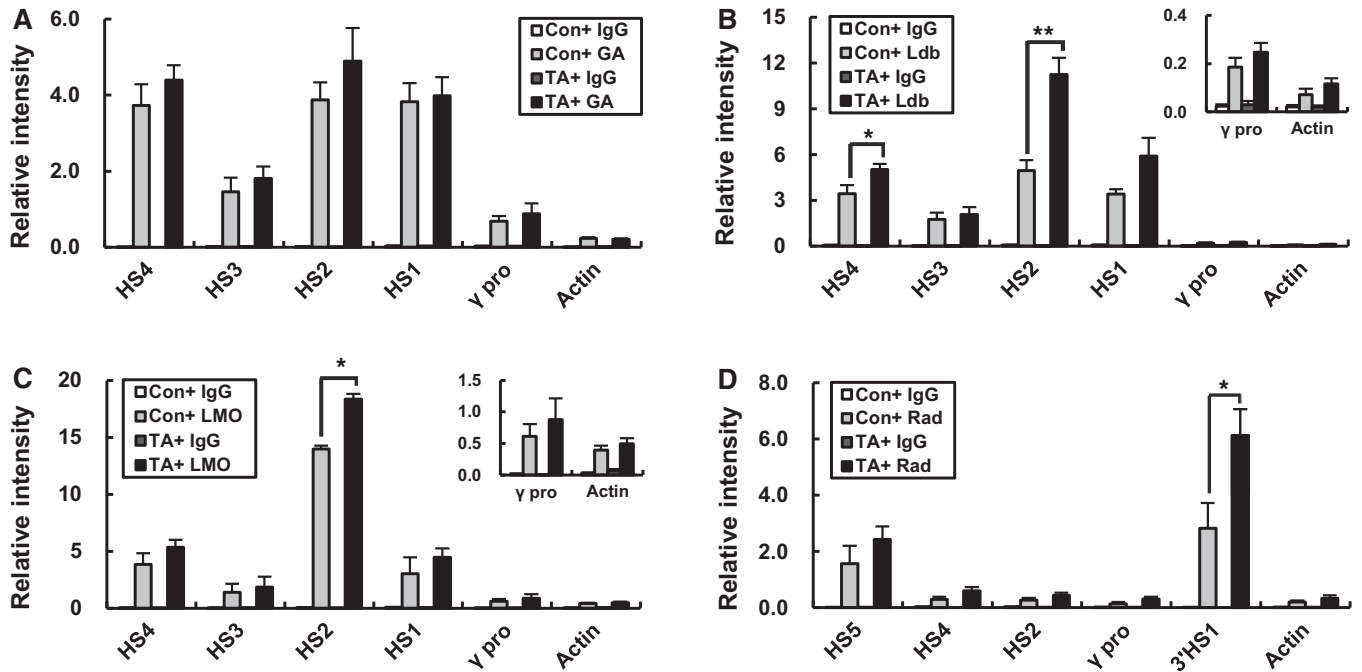 A
Relative intensity
6.0
4.0
2.0
0.0
Con+ IgG
Con+ GA
TA+ IgG
TA+ GA
HS4
HS3
HS2
HS1
γ pro
Actin
B
Relative intensity
15
12
9
6
3
0
Con+ IgG
Con+ Ldb
TA+ IgG
TA+ Ldb
*
**
0.4
0.2
0.0
γ pro
Actin
HS4
HS3
HS2
HS1
γ pro
Actin
C
Relative intensity
20
15
10
5
0
Con+ IgG
Con+ LMO
TA+ IgG
TA+ LMO
*
1.5
1.0
0.5
0.0
γ pro
Actin
HS4
HS3
HS2
HS1
γ pro
Actin
D
Relative intensity
8.0
6.0
4.0
2.0
0.0
Con+ IgG
Con+ Rad
TA+ IgG
TA+ Rad
*
HS5
HS4
HS2
γ pro
3'HS1
Actin